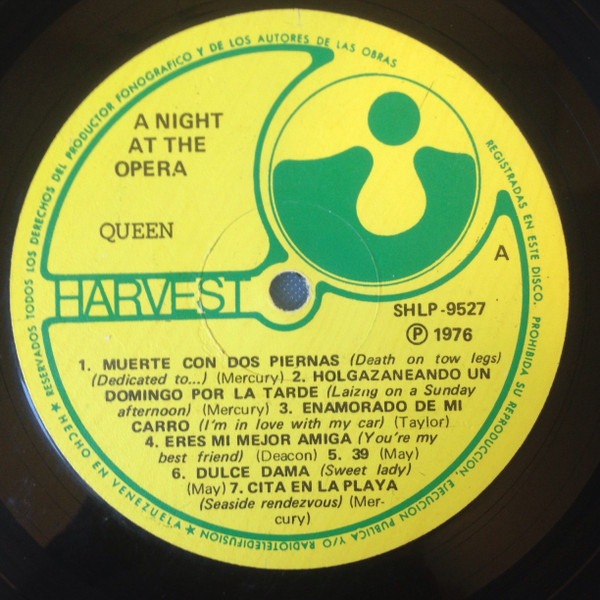 A NIGHT
AT THE
OPERA
QUEEN
HARVEST
A
SHLP-9527
Ⓟ 1976
1. MUERTE CON DOS PIERNAS (Death on tow legs)
(Dedicated to...) (Mercury) 2. HOLGAZANEANDO UN
DOMINGO POR LA TARDE (Laizng on a Sunday
afternoon) (Mercury) 3. ENAMORADO DE MI
CARRO (I'm in love with my car) (Taylor)
4. ERES MI MEJOR AMIGA (You're my
best friend) (Deacon) 5. 39 (May)
6. DULCE DAMA (Sweet lady)
(May) 7. CITA EN LA PLAYA
(Seaside rendezvous) (Mer-
cury)
★ RESERVADOS TODOS LOS DERECHOS DEL PRODUCTOR FONOGRAFICO Y DE LOS AUTORES DE LAS OBRAS
REGISTRADAS EN ESTE DISCO. PROHIBIDA SU REPRODUCCION, EJECUCION PUBLICA Y/O RADIOTELEDIFUSION
★ HECHO EN VENEZUELA ★